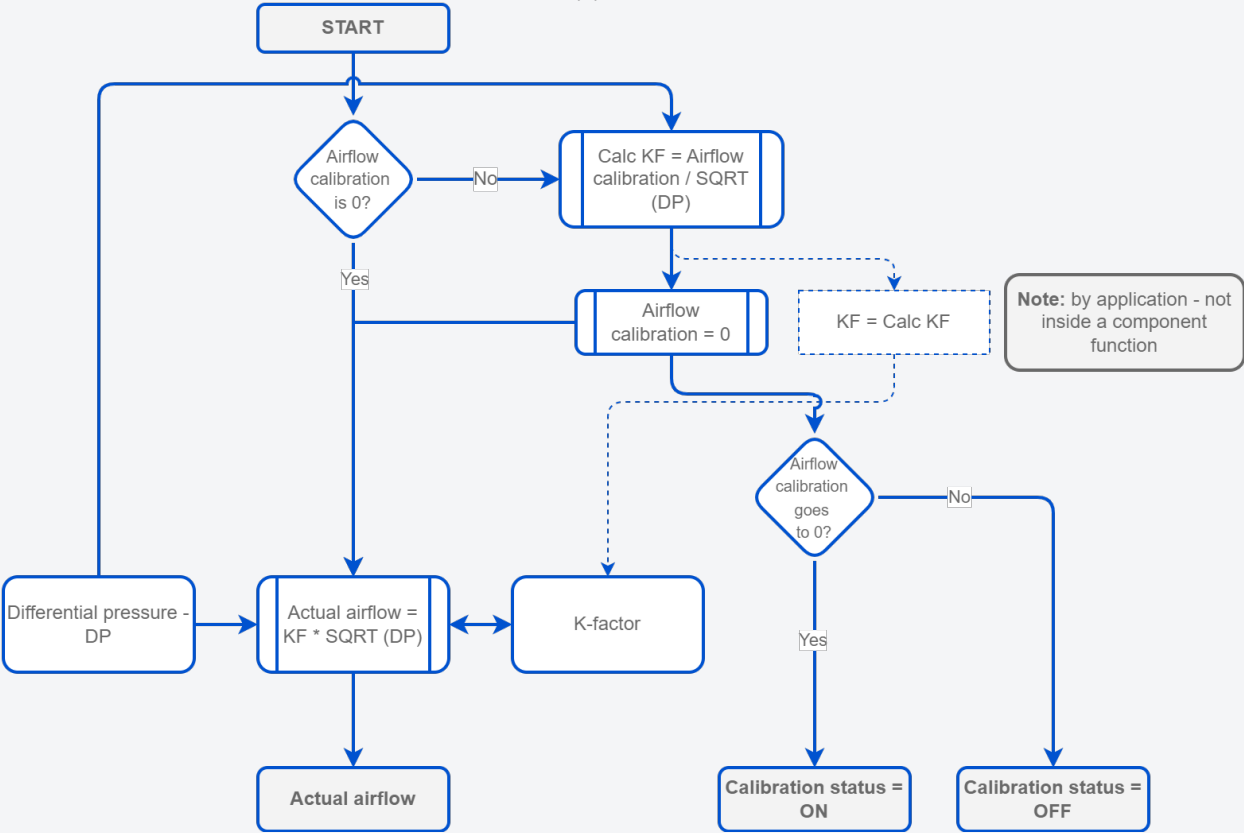 START
Airflow
calibration
is 0?
No
Calc KF = Airflow
calibration / SQRT
(DP)
Yes
Airflow
calibration = 0
KF = Calc KF
Note: by application - not
inside a component
function
Airflow
calibration
goes
to 0?
No
Differential pressure -
DP
Actual airflow =
KF * SQRT (DP)
K-factor
Yes
Actual airflow
Calibration status =
ON
Calibration status =
OFF